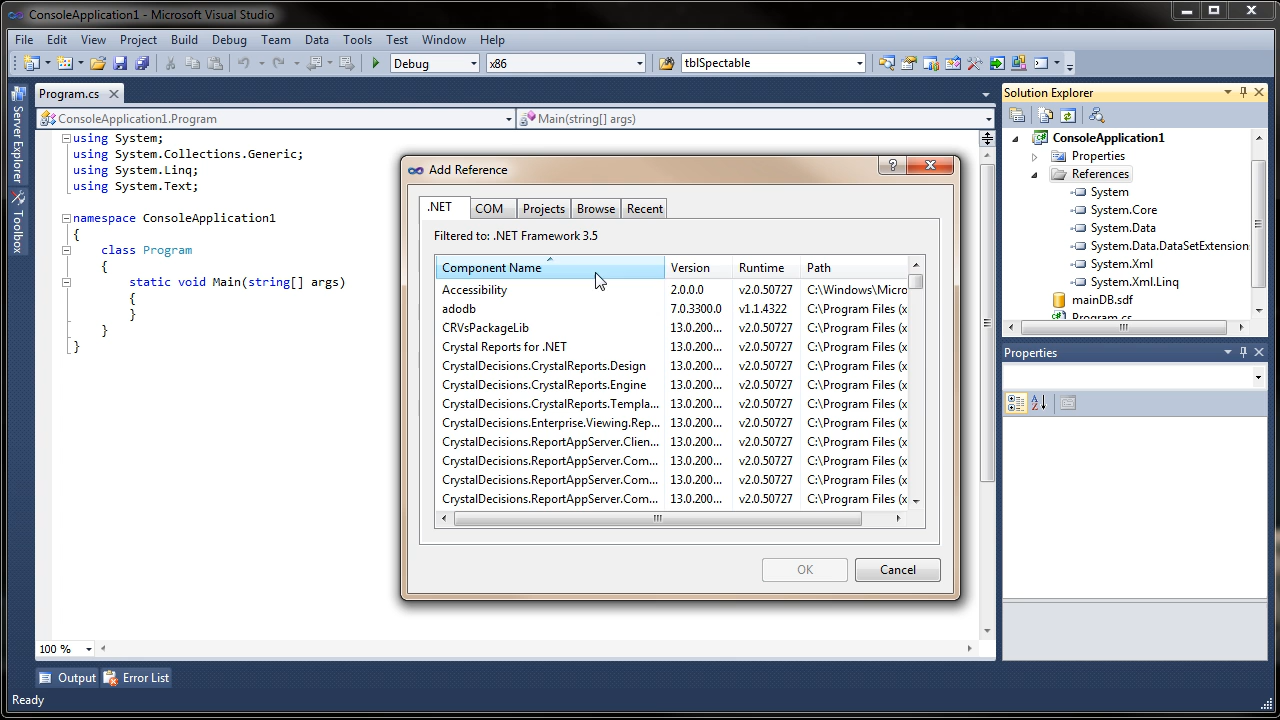 ConsoleApplication1 - Microsoft Visual Studio
File Edit View Project Build Debug Team Data Tools Test Window Help
Debug x86 tblSpectable
Server Explorer
Toolbox
Program.cs
ConsoleApplication1.Program Main(string[] args)
using System;
using System.Collections.Generic;
using System.Linq;
using System.Text;
namespace ConsoleApplication1
{
class Program
{
static void Main(string[] args)
{
}
}
}
100 %
Add Reference
.NET COM Projects Browse Recent
Filtered to: .NET Framework 3.5
Component Name Version Runtime Path
Accessibility 2.0.0.0 v2.0.50727 C:\Windows\Micro
adodb 7.0.3300.0 v1.1.4322 C:\Program Files (x
CRVsPackageLib 13.0.200... v2.0.50727 C:\Program Files (x
Crystal Reports for .NET 13.0.200... v2.0.50727 C:\Program Files (x
CrystalDecisions.CrystalReports.Design 13.0.200... v2.0.50727 C:\Program Files (x
CrystalDecisions.CrystalReports.Engine 13.0.200... v2.0.50727 C:\Program Files (x
CrystalDecisions.CrystalReports.Templa... 13.0.200... v2.0.50727 C:\Program Files (x
CrystalDecisions.Enterprise.Viewing.Rep... 13.0.200... v2.0.50727 C:\Program Files (x
CrystalDecisions.ReportAppServer.Clien... 13.0.200... v2.0.50727 C:\Program Files (x
CrystalDecisions.ReportAppServer.Com... 13.0.200... v2.0.50727 C:\Program Files (x
CrystalDecisions.ReportAppServer.Com... 13.0.200... v2.0.50727 C:\Program Files (x
CrystalDecisions.ReportAppServer.Com... 13.0.200... v2.0.50727 C:\Program Files (x
OK Cancel
Solution Explorer
ConsoleApplication1
Properties
References
System
System.Core
System.Data
System.Data.DataSetExtension
System.Xml
System.Xml.Linq
mainDB.sdf
Program.cs
Properties
Output Error List
Ready